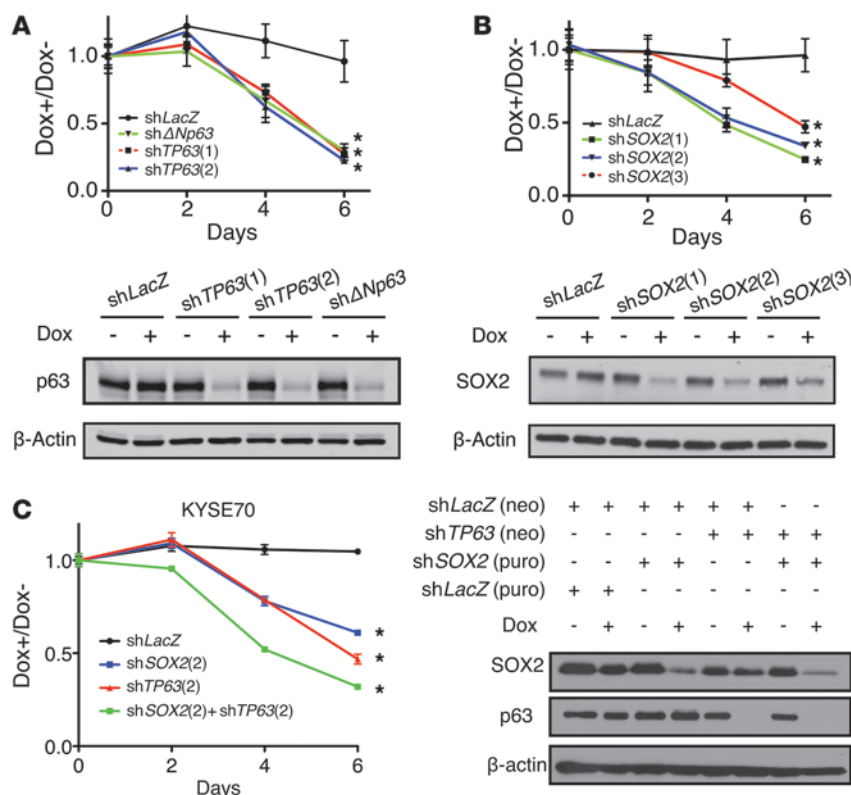 A
Dox+/Dox-
1.0
0.5
0.0
shLacZ
shΔNp63
shTP63(1)
shTP63(2)
*
*
*
0 2 4 6
Days
shLacZ shTP63(1) shTP63(2) shΔNp63
Dox - + - + - + - +
p63
β-Actin
B
Dox+/Dox-
1.0
0.5
0.0
shLacZ
shSOX2(1)
shSOX2(2)
shSOX2(3)
*
*
*
0 2 4 6
Days
shLacZ shSOX2(1) shSOX2(2) shSOX2(3)
Dox - + - + - + - +
SOX2
β-Actin
C
KYSE70
Dox+/Dox-
1.0
0.5
0.0
shLacZ
shSOX2(2)
shTP63(2)
shSOX2(2)+shTP63(2)
*
*
*
0 2 4 6
Days
shLacZ (neo) + + + + + + - -
shTP63 (neo) - - - - + + + +
shSOX2 (puro) - - + + - - + +
shLacZ (puro) + + - - - - - -
Dox - + - + - + - +
SOX2
p63
β-actin